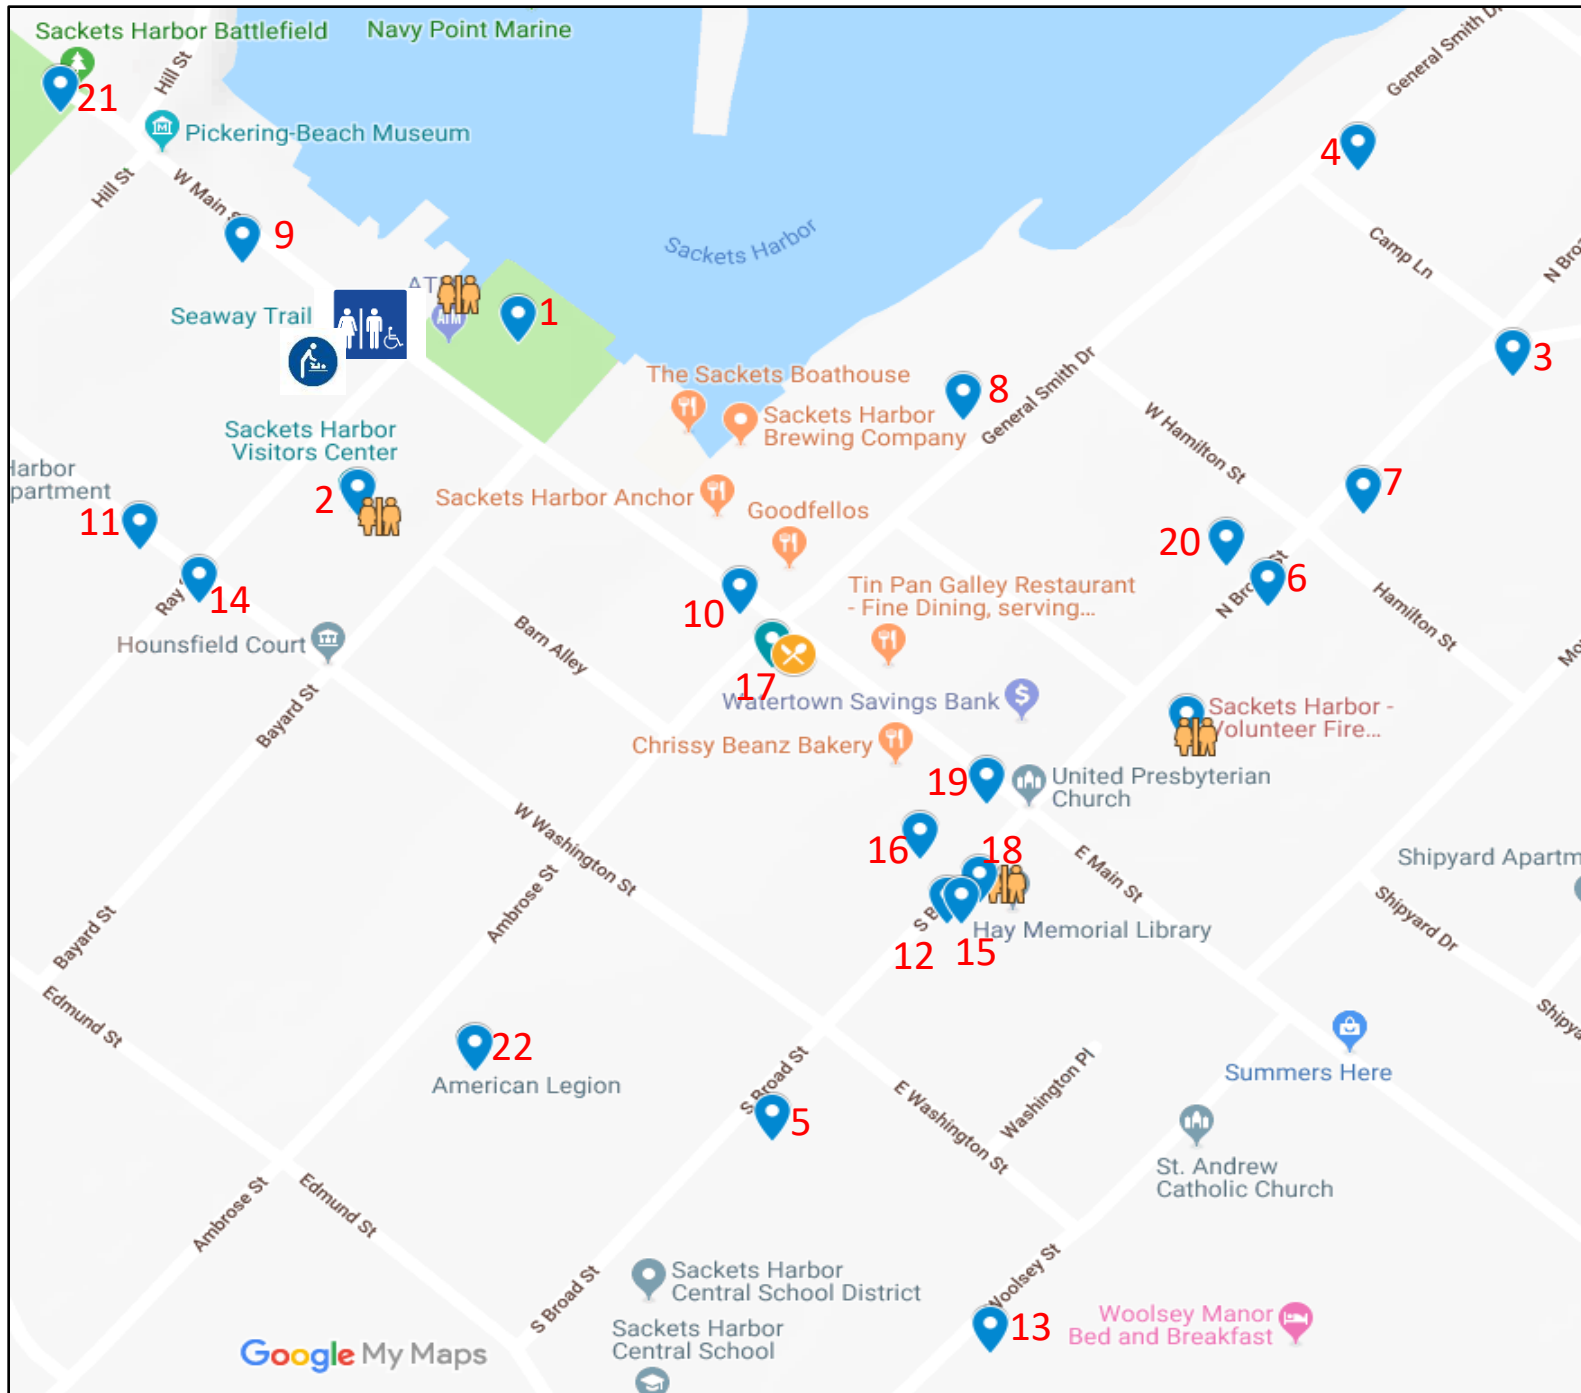 Sackets Harbor Battlefield
Navy Point Marine
General Smith Dr
Hill St
21
Pickering-Beach Museum
4
Hill St
W Main S
9
Sackets Harbor
Camp Ln
N Bro
AT
ATM
Seaway Trail
1
3
General Smith Dr
The Sackets Boathouse
8
Sackets Harbor
Brewing Company
W Hamilton St
Sackets Harbor
Visitors Center
Harbor
partment
2
Sackets Harbor Anchor
7
11
Goodfellos
20
6
N Bro St
Ray S
14
Tin Pan Galley Restaurant
- Fine Dining, serving...
10
Hamilton St
Hounsfield Court
Barn Alley
Mo
17
Watertown Savings Bank
$
Sackets Harbor -
Volunteer Fire...
Bayard St
Chrissy Beanz Bakery
19
United Presbyterian
Church
W Washington St
16
18
E Main St
Shipyard Apartm
Ambrose St
S B
Hay Memorial Library
Shipyard Dr
12
15
Bayard St
Edmund St
Shipya
22
American Legion
S Broad St
5
E Washington St
Washington Pl
Summers Here
St. Andrew
Catholic Church
Ambrose St
Edmund St
Sackets Harbor
Central School District
S Broad St
Woolsey St
13
Woolsey Manor
Bed and Breakfast
Sackets Harbor
Central School
Google My Maps